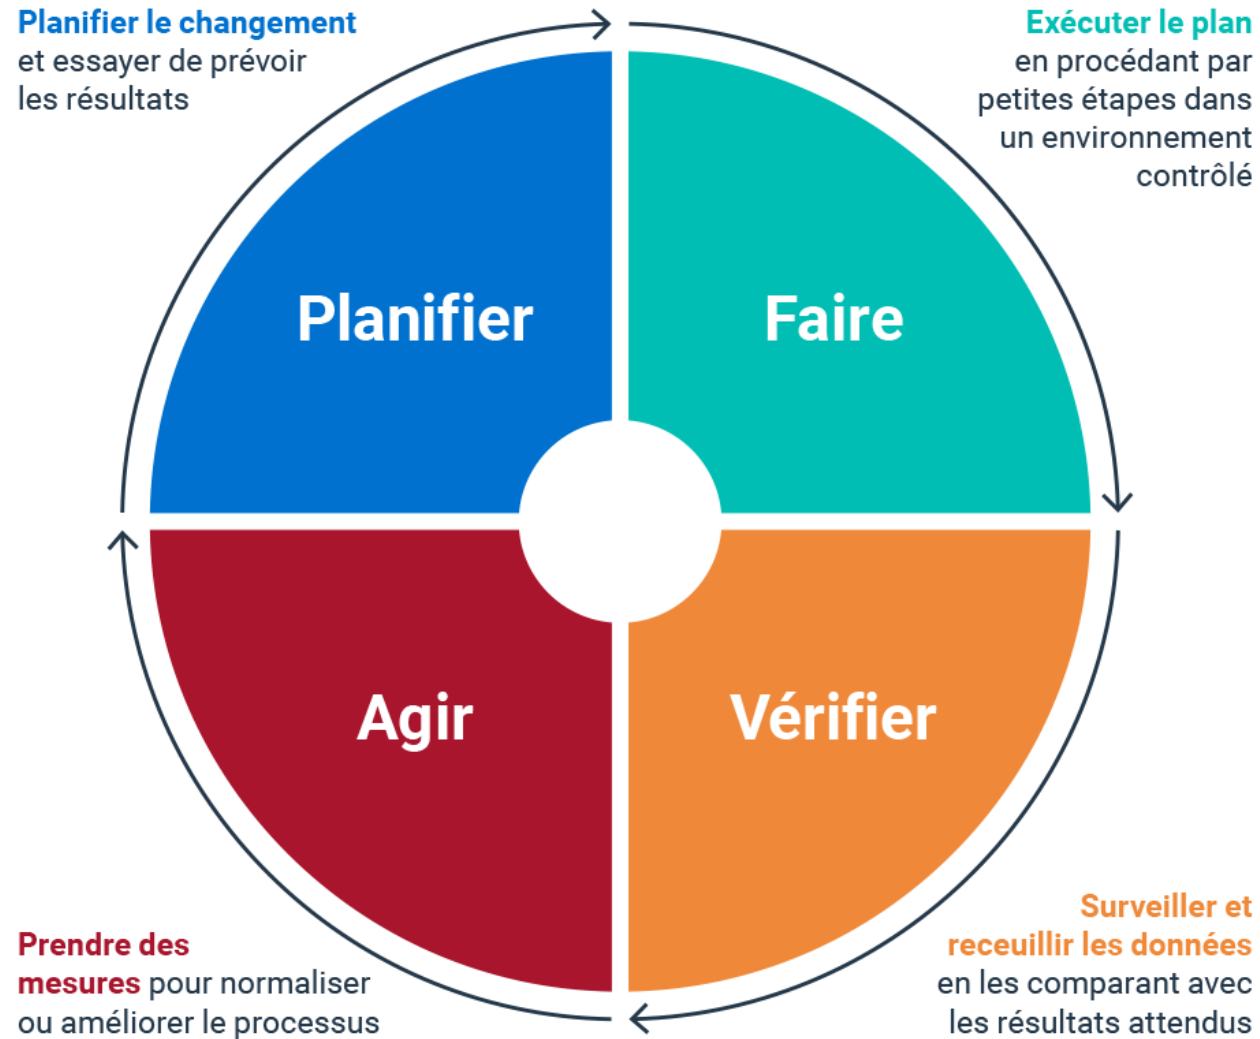 Planifier le changement
et essayer de prévoir
les résultats
Exécuter le plan
en procédant par
petites étapes dans
un environnement
contrôlé
Planifier
Faire
Agir
Vérifier
Prendre des
mesures pour normaliser
ou améliorer le processus
Surveiller et
receuillir les données
en les comparant avec
les résultats attendus